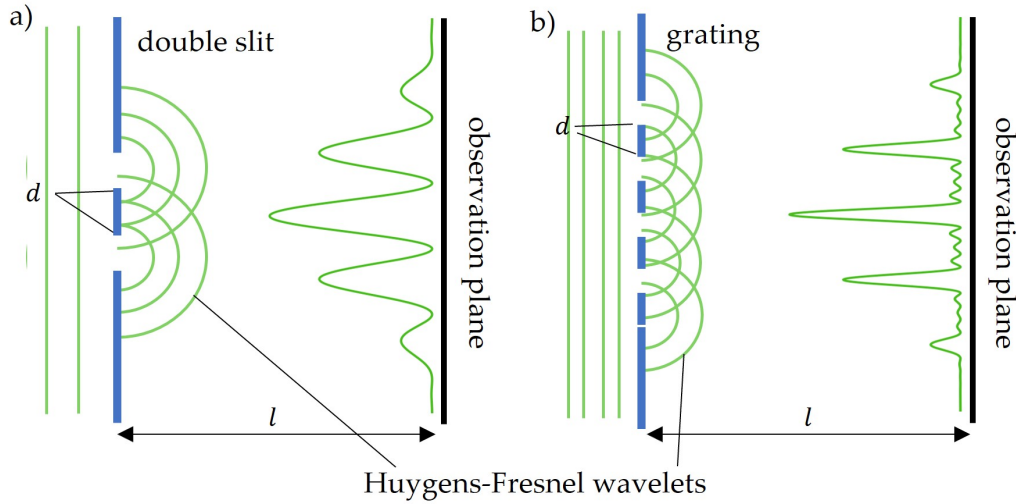 a)
double slit
d
l
observation plane
b)
grating
d
l
observation plane
Huygens-Fresnel wavelets